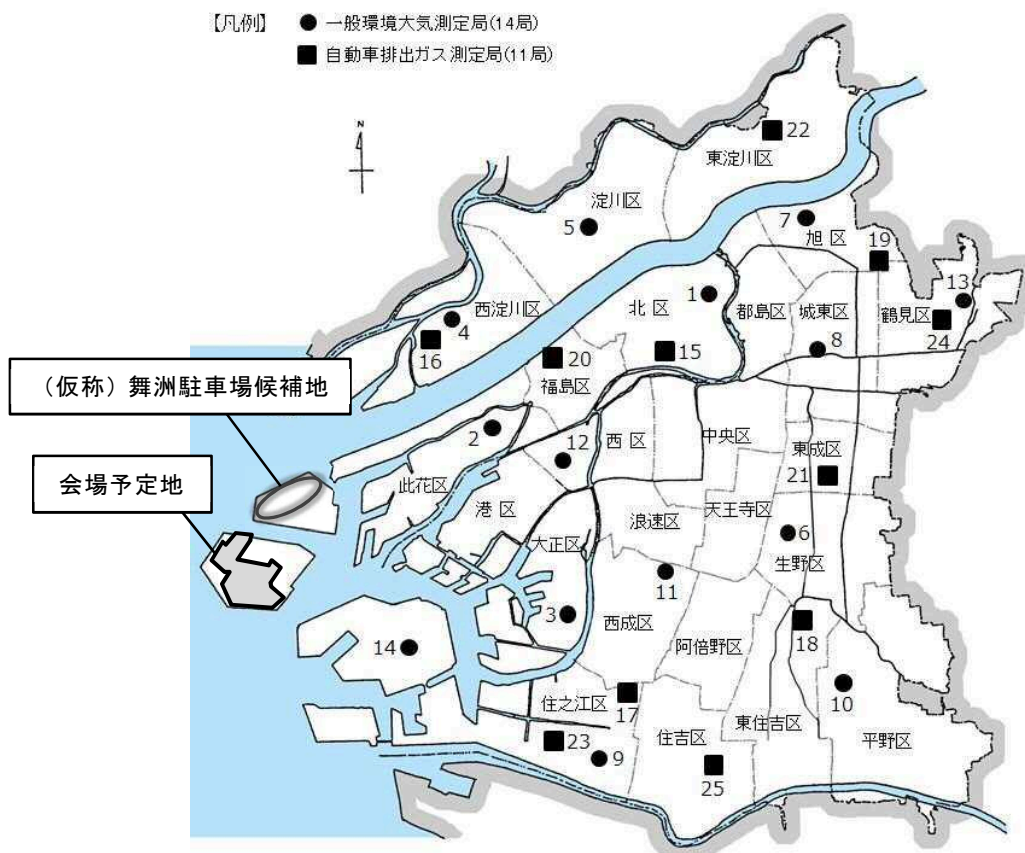 【凡例】
● 一般環境大気測定局(14局)
■ 自動車排出ガス測定局(11局)
N
22
東淀川区
淀川区
5
7
旭区
19
13
1
北区
西淀川区
都島区
城東区
鶴見区
4
8
24
16
20
15
福島区
(仮称)舞洲駐車場候補地
2
12
西区
中央区
東成区
21
会場予定地
此花区
港区
浪速区
天王寺区
6
大正区
生野区
11
3
西成区
18
14
阿倍野区
住之江区
17
10
東住吉区
23
9
住吉区
平野区
25